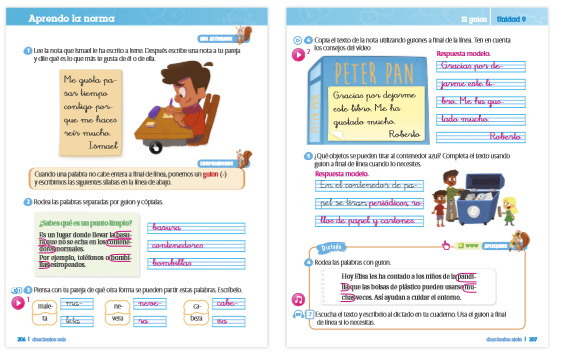 Aprendo la norma
1 Lee la nota que Ismael le ha escrito a Irene. Después escribe una nota a tu pareja
y dile qué es lo que más te gusta de él o de ella.
Me gusta pa-
sar tiempo
contigo por-
que me haces
reír mucho.
Ismael
Cuando una palabra no cabe entera a final de línea, ponemos un guion (-)
y escribimos las siguientes sílabas en la línea de abajo.
2 Rodea las palabras separadas por guion y cópialas.
¿Sabes qué es un punto limpio?
Es un lugar donde llevar la basu-
ra que no se echa en los contene-
dores normales.
Por ejemplo, teléfonos o bombi-
llas estropeados.
basura
contenedores
bombillas
3 Piensa con tu pareja de qué otra forma se pueden partir estas palabras. Escríbelo.
1
male-
ta
ma-
leta
ne-
vera
neve-
ra
ca-
beza
cabe-
za
206
El guion Unidad 9
4 Copia el texto de la nota utilizando guiones a final de la línea. Ten en cuenta
los consejos del vídeo
2
PETER PAN
Gracias por dejarme
este libro. Me ha
gustado mucho.
Roberto
Respuesta modelo.
Gracias por de-
jarme este li-
bro. Me ha gus-
tado mucho.
Roberto
5 ¿Qué objetos se pueden tirar al contenedor azul? Completa el texto usando
guion a final de línea cuando lo necesites.
Respuesta modelo.
En el contenedor de pa-
pel se tiran periódicos, ro-
llos de papel y cartones.
Dictado
www
6 Rodea las palabras con guion.
Hoy Elisa les ha contado a los niños de la pandi-
lla que las bolsas de plástico pueden usarse mu-
chas veces. Así ayudan a cuidar el entorno.
7 Escucha el texto y escríbelo al dictado en tu cuaderno. Usa el guion a final
de línea si lo necesitas.
207